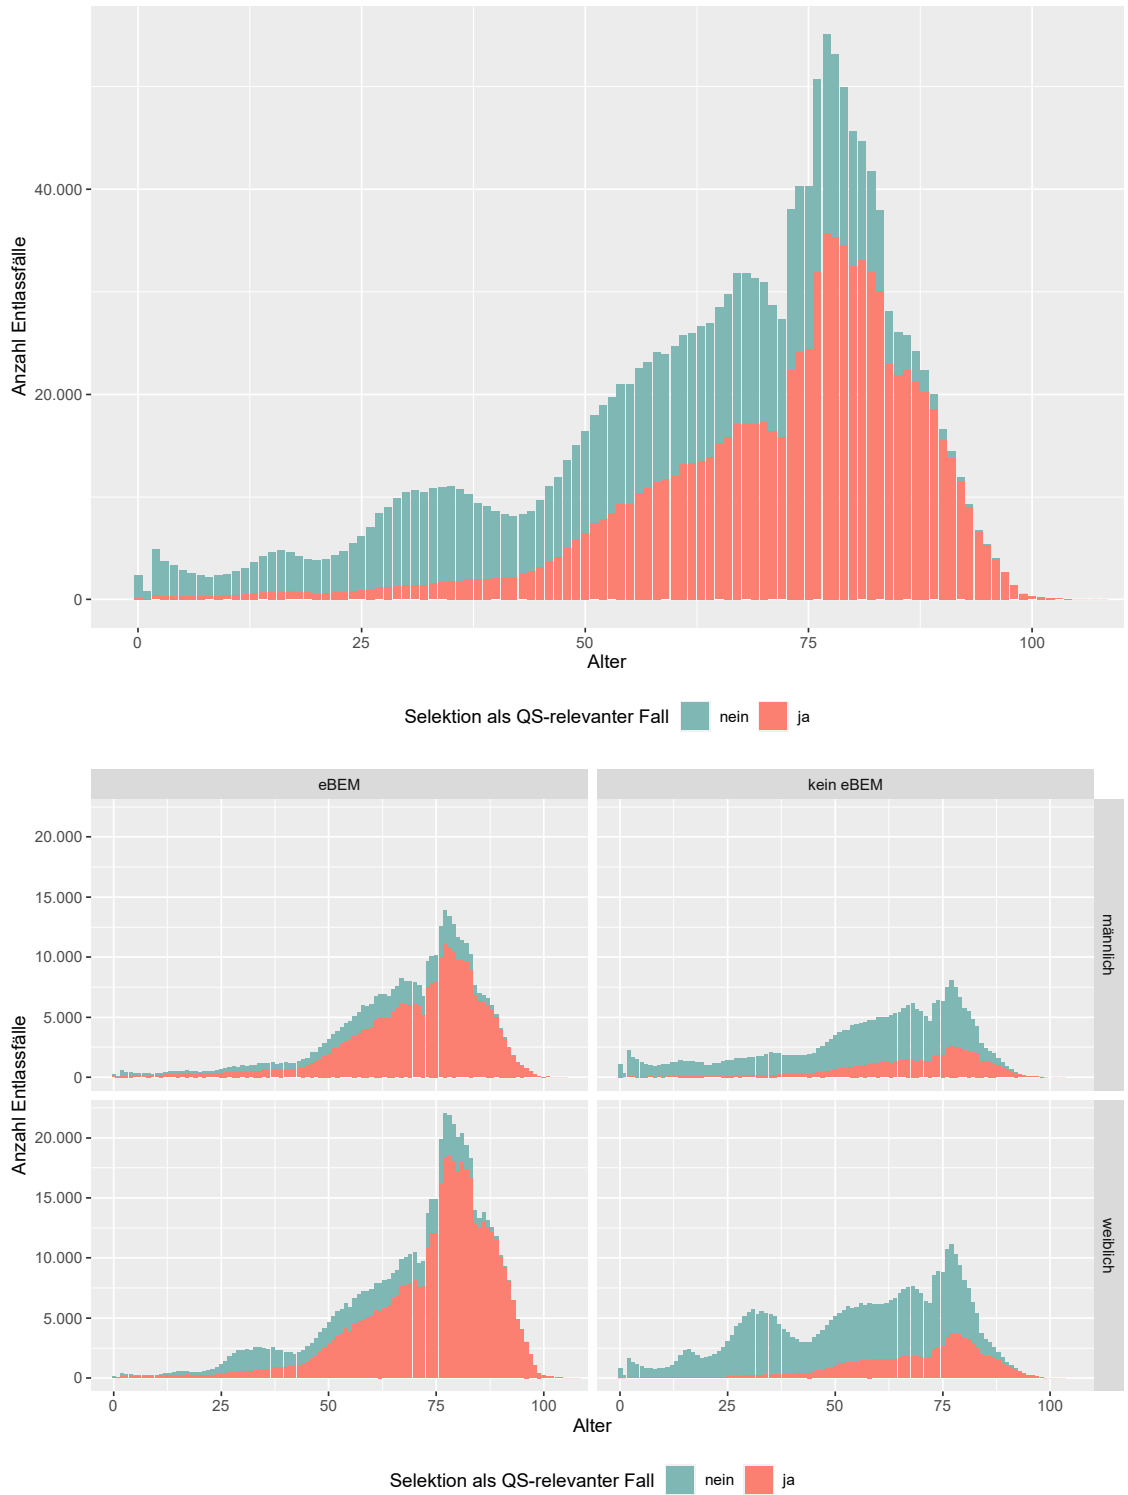 40.000
20.000
0
Anzahl Entlassfälle
0 25 50 75 100
Alter
Selektion als QS-relevanter Fall nein ja
eBEM kein eBEM
20.000
15.000
10.000
5.000
0
männlich
Anzahl Entlassfälle
20.000
15.000
10.000
5.000
0
weiblich
0 25 50 75 100 0 25 50 75 100
Alter
Selektion als QS-relevanter Fall nein ja